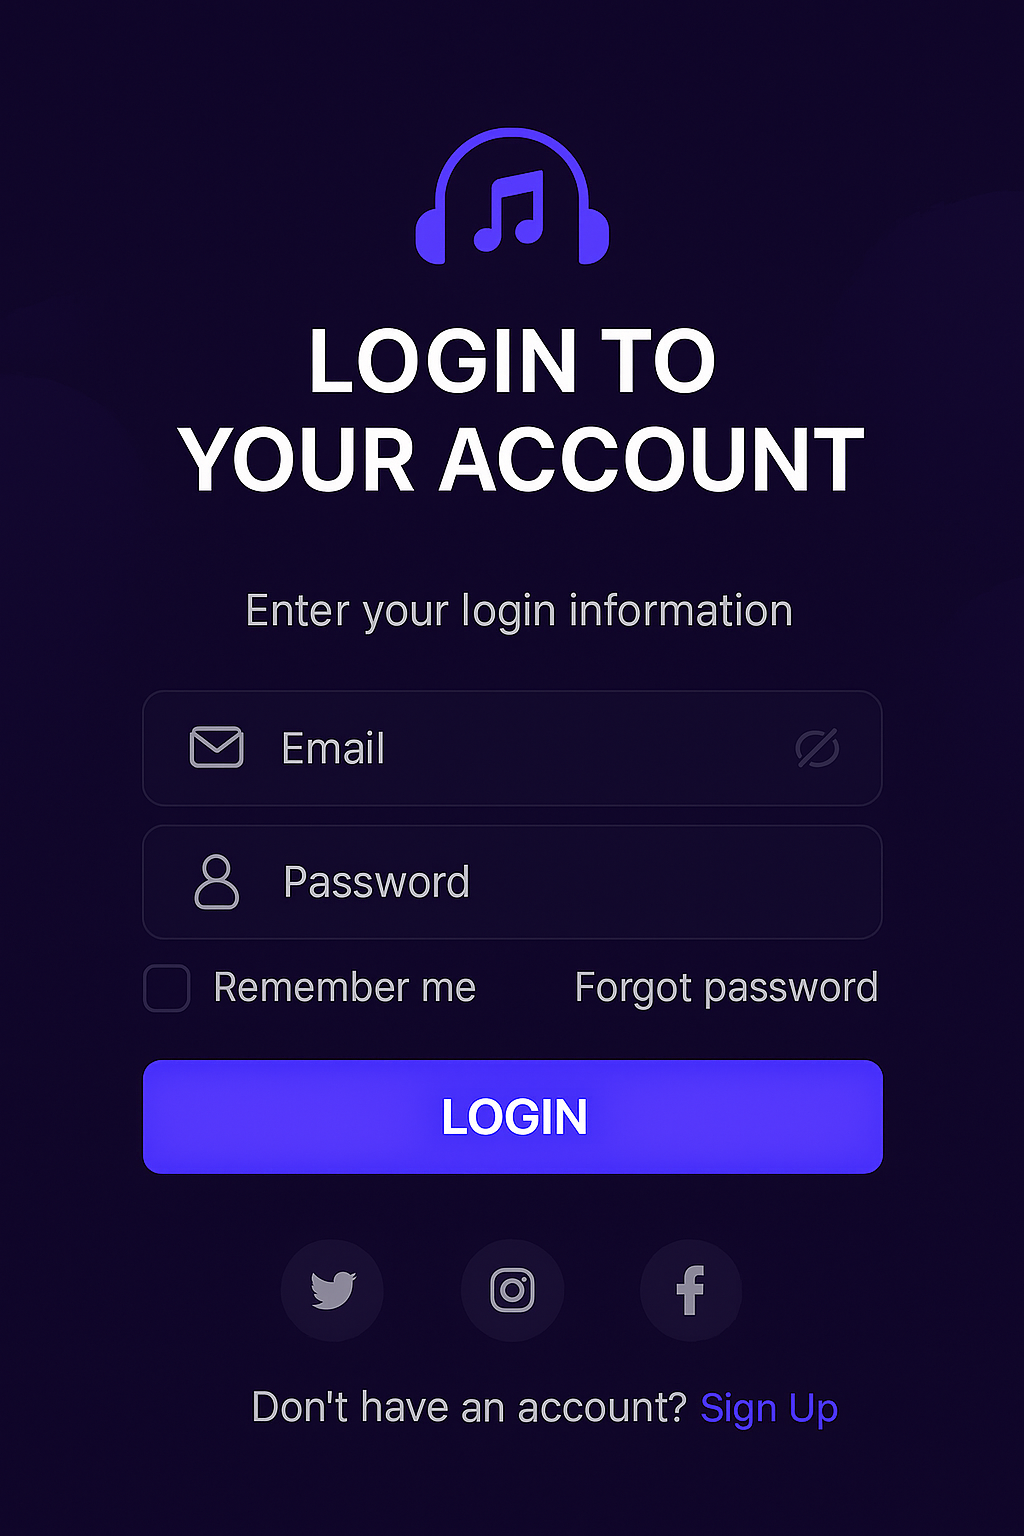 LOGIN TO
YOUR ACCOUNT
Enter your login information
Email
Password
Remember me
Forgot password
LOGIN
Don't have an account? Sign Up